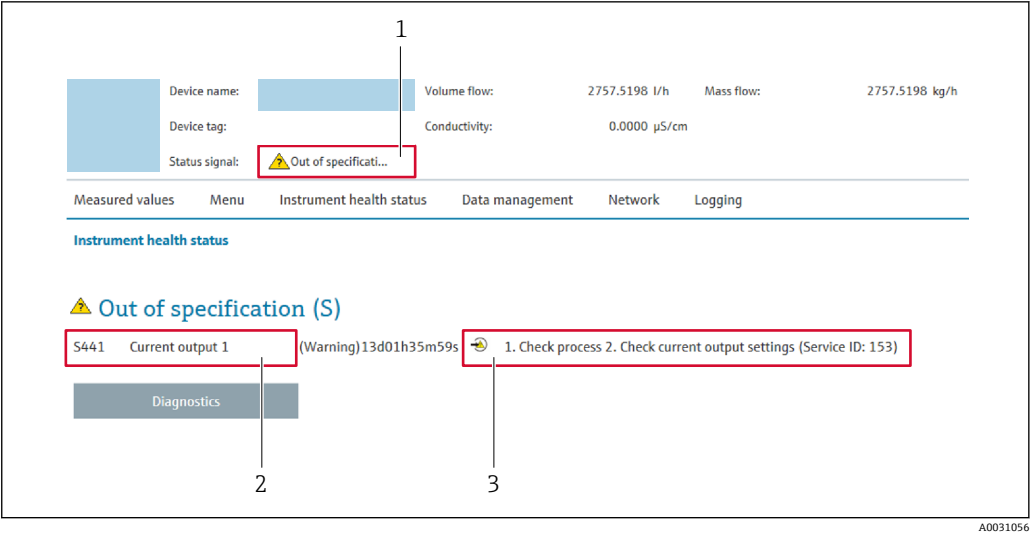 1
Device name: Volume flow: 2757.5198 l/h Mass flow: 2757.5198 kg/h
Device tag: Conductivity: 0.0000 µS/cm
Status signal: Out of specificati...
Measured values Menu Instrument health status Data management Network Logging
Instrument health status
Out of specification (S)
S441 Current output 1 (Warning)13d01h35m59s 1. Check process 2. Check current output settings (Service ID: 153)
Diagnostics
2 3
A0031056